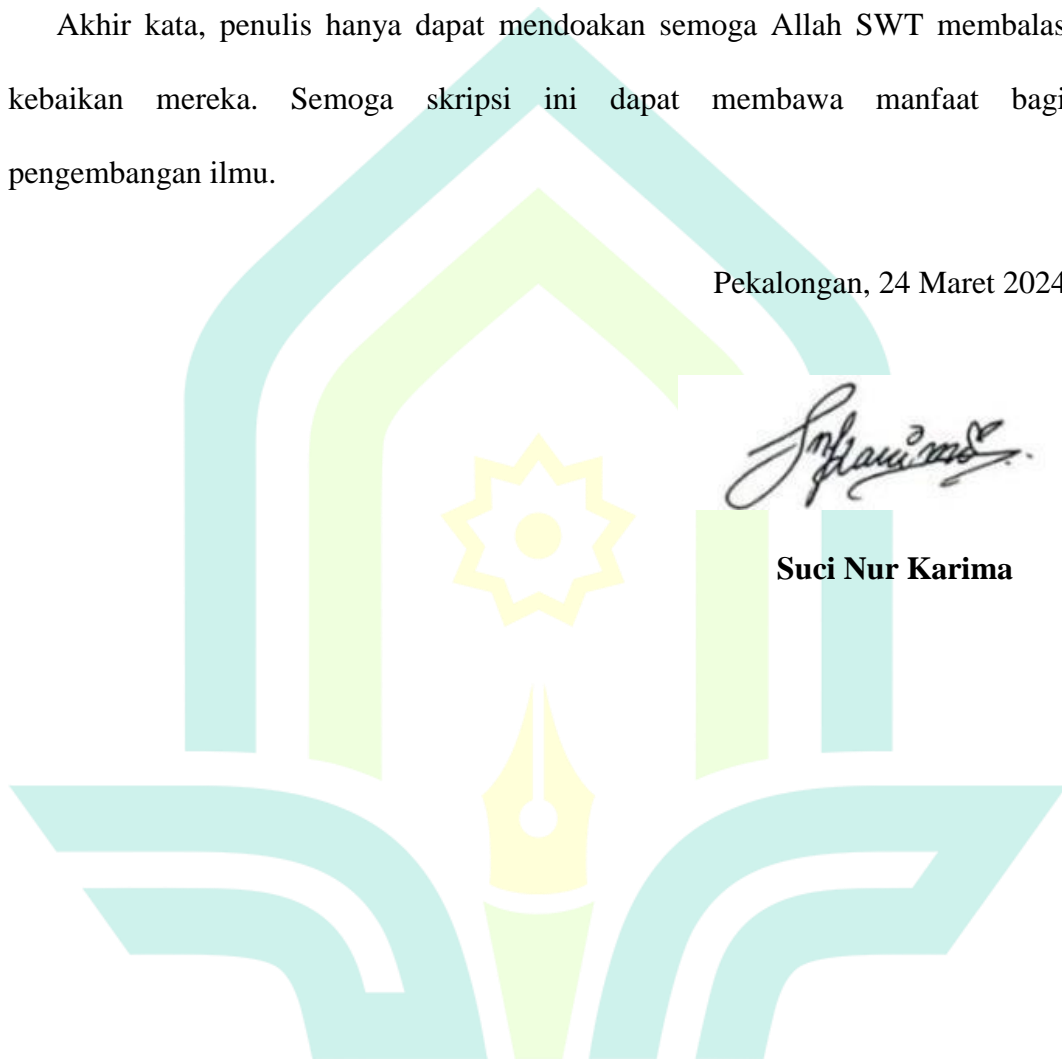 Akhir kata, penulis hanya dapat mendoakan semoga Allah SWT membalas
kebaikan mereka. Semoga skripsi ini dapat membawa manfaat bagi
pengembangan ilmu.
Pekalongan, 24 Maret 2024
Suci Nur Karima